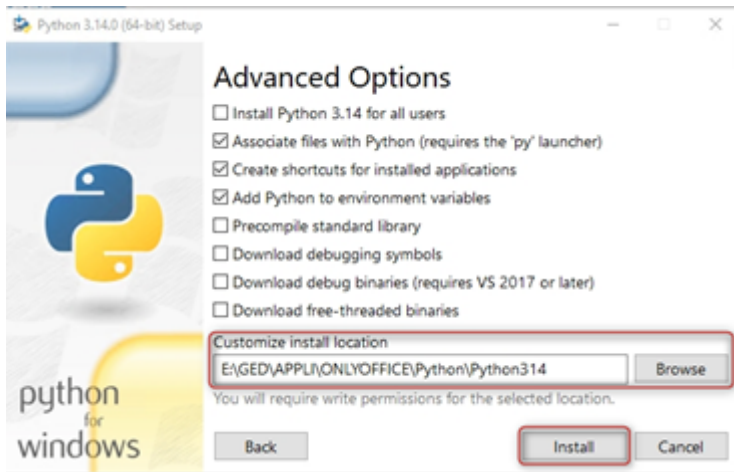 Python 3.14.0 (64-bit) Setup
Advanced Options
Install Python 3.14 for all users
Associate files with Python (requires the 'py' launcher)
Create shortcuts for installed applications
Add Python to environment variables
Precompile standard library
Download debugging symbols
Download debug binaries (requires VS 2017 or later)
Download free-threaded binaries
Customize install location
E:\GED\APPLI\ONLYOFFICE\Python\Python314 Browse
You will require write permissions for the selected location.
python
for
windows
Back Install Cancel